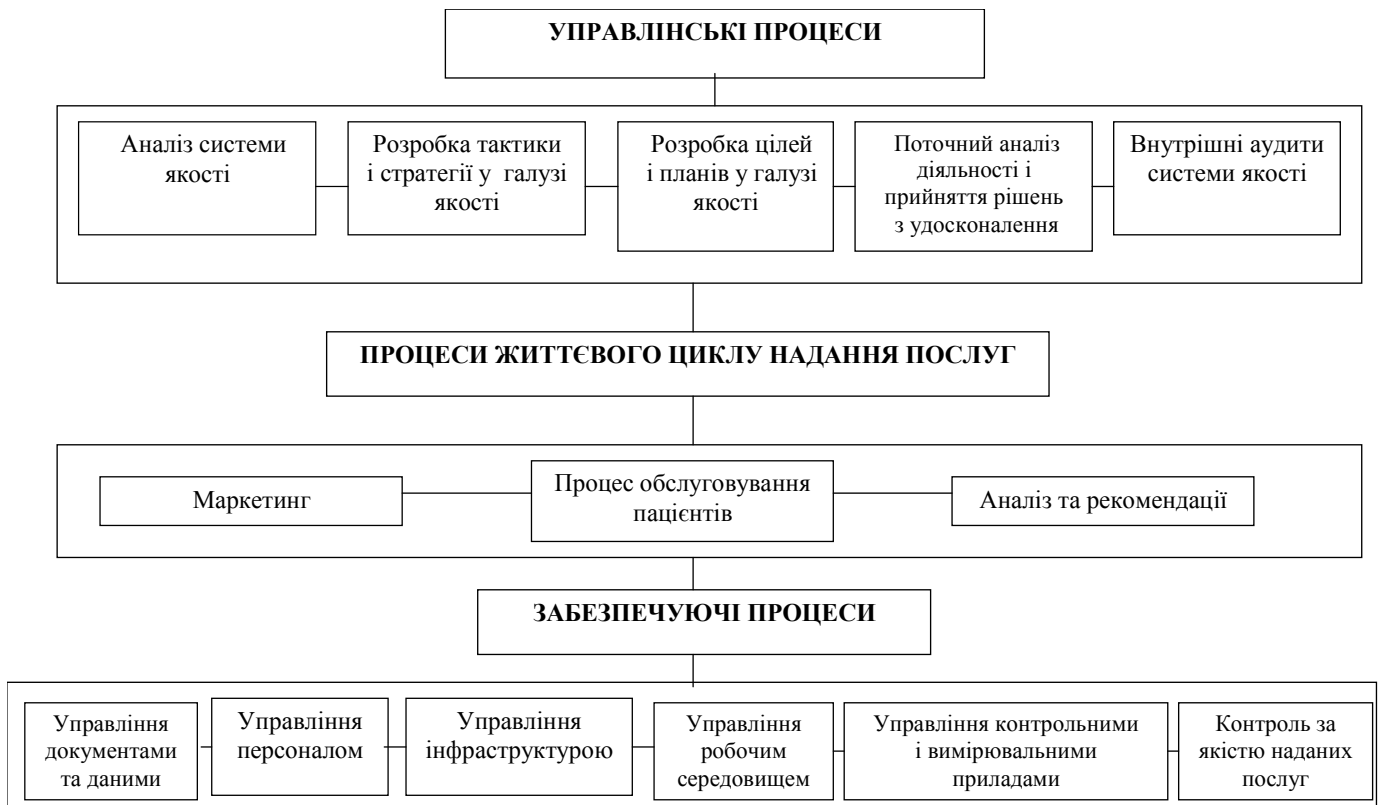 УПРАВЛІНСЬКІ ПРОЦЕСИ
Аналіз системи
якості
Розробка тактики
і стратегії у галузі
якості
Розробка цілей
і планів у галузі
якості
Поточний аналіз
діяльності і
прийняття рішень
з удосконалення
Внутрішні аудити
системи якості
ПРОЦЕСИ ЖИТТЄВОГО ЦИКЛУ НАДАННЯ ПОСЛУГ
Маркетинг
Процес обслуговування
пацієнтів
Аналіз та рекомендації
ЗАБЕЗПЕЧУЮЧІ ПРОЦЕСИ
Управління
документами
та даними
Управління
персоналом
Управління
інфраструктурою
Управління
робочим
середовищем
Управління контрольними
і вимірювальними
приладами
Контроль за
якістю наданих
послуг